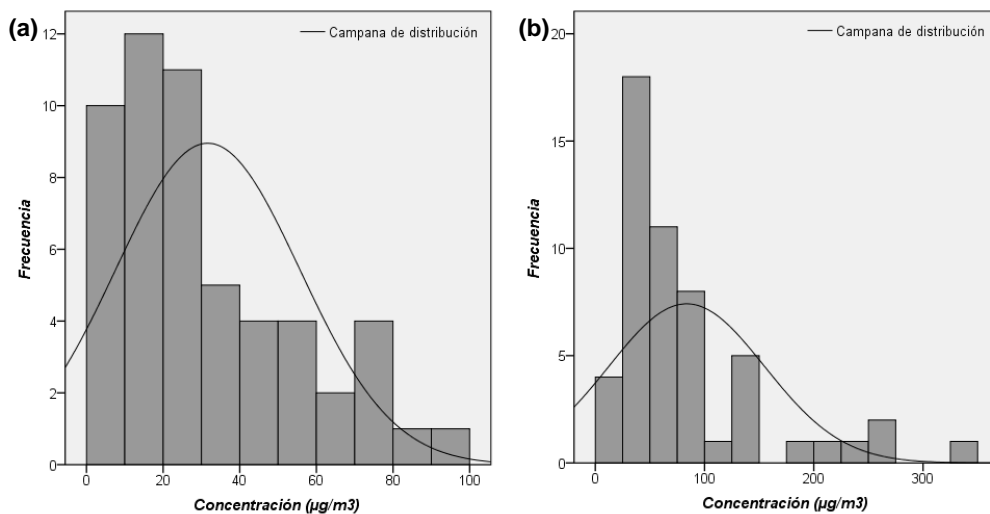 (a)
Campana de distribución
12
10
8
6
4
2
0
Frecuencia
0 20 40 60 80 100
Concentración (µg/m3)
(b)
Campana de distribución
20
15
10
5
0
Frecuencia
0 100 200 300
Concentración (µg/m3)